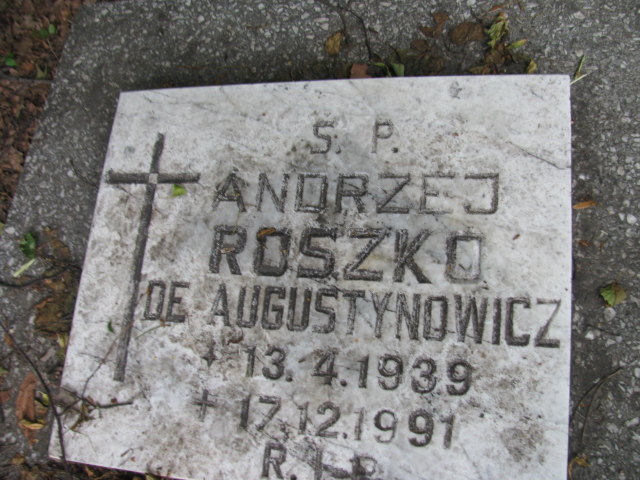 S. P.
ANDRZEJ
ROSZKO
DE AUGUSTYNOWICZ
+ 13. 4. 1939
+ 17.12.1991
R. I. P.